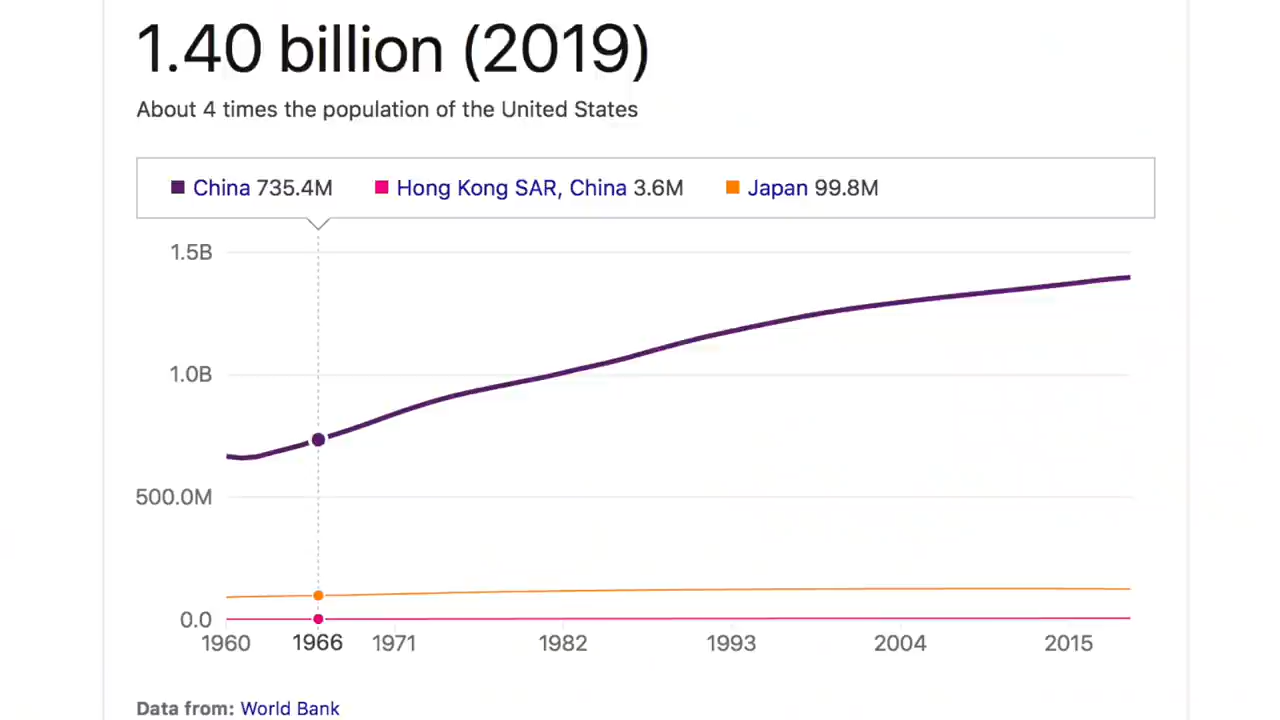 1.40 billion (2019)
About 4 times the population of the United States
China 735.4M Hong Kong SAR, China 3.6M Japan 99.8M
1.5B
1.0B
500.0M
0.0
1960 1966 1971 1982 1993 2004 2015
Data from: World Bank